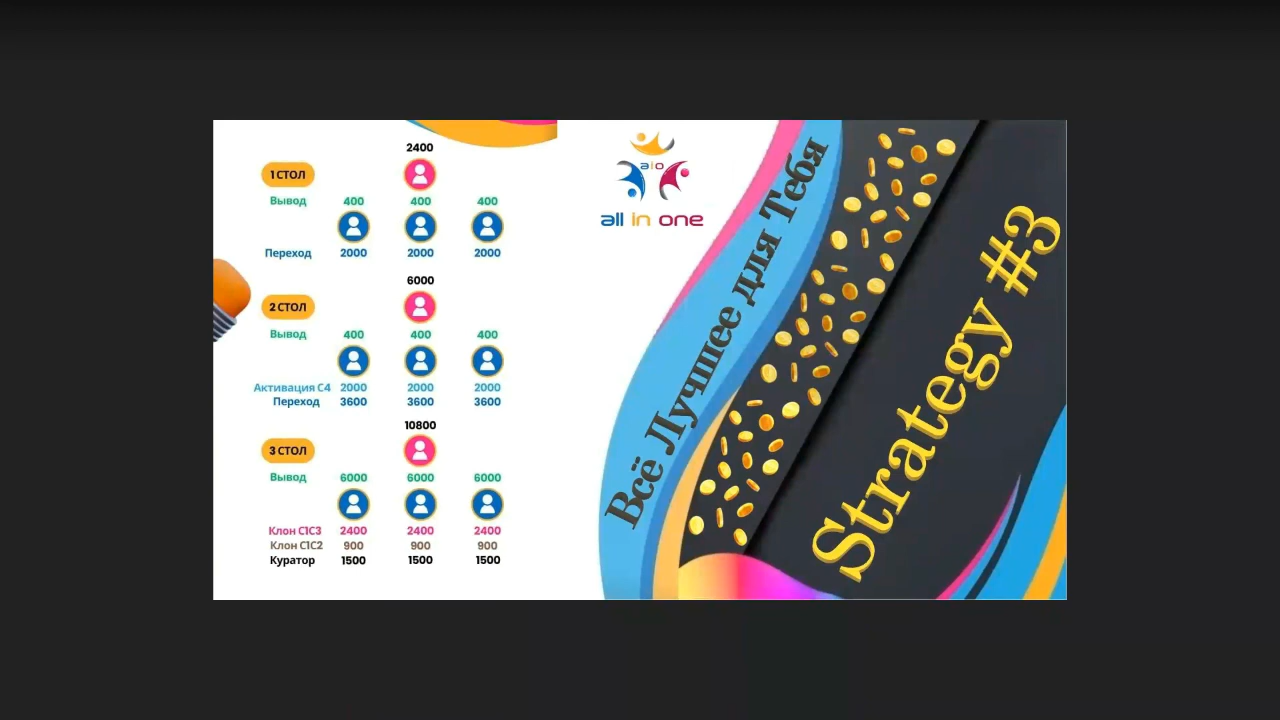 2400
1 СТОЛ
Вывод 400 400 400
Переход 2000 2000 2000
6000
2 СТОЛ
Вывод 400 400 400
Активация С4 2000 2000 2000
Переход 3600 3600 3600
10800
3 СТОЛ
Вывод 6000 6000 6000
Клон С1С3 2400 2400 2400
Клон С1С2 900 900 900
Куратор 1500 1500 1500
aio
all in one
Всё Лучшее для Тебя
Strategy #3